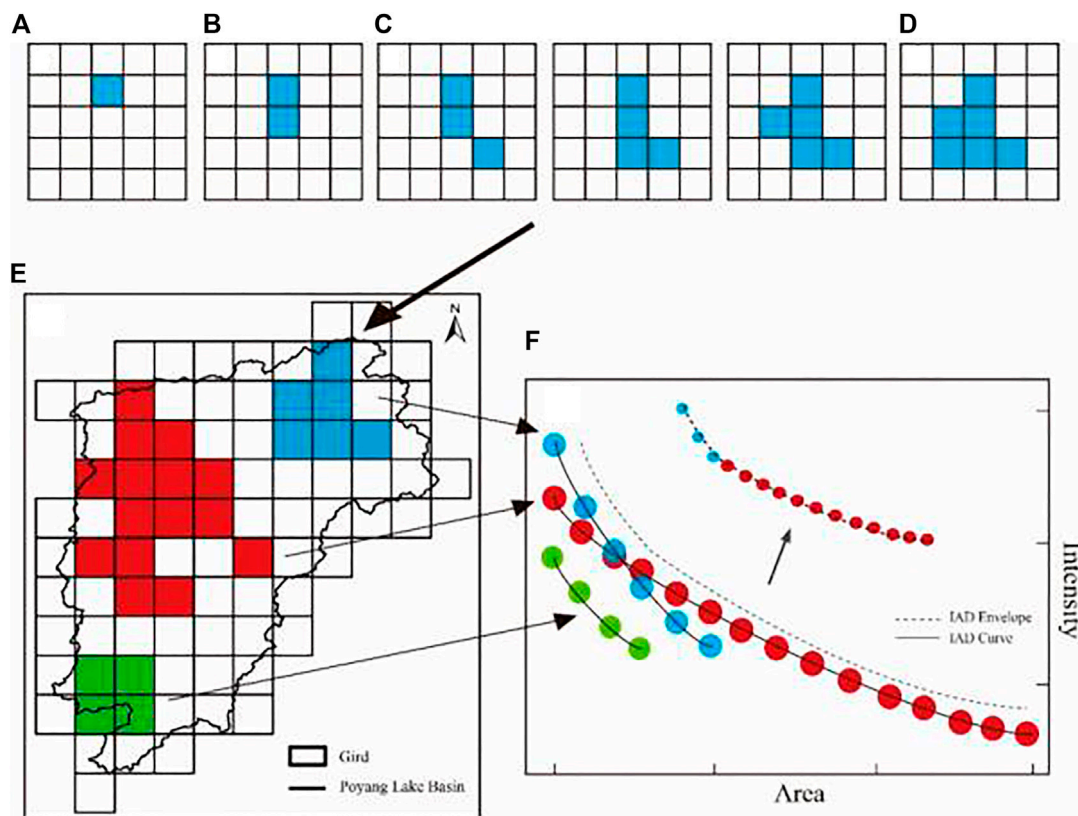 A
B
C
D
E
N
F
IAD Envelope
IAD Curve
Intensity
Area
Gird
Poyang Lake Basin